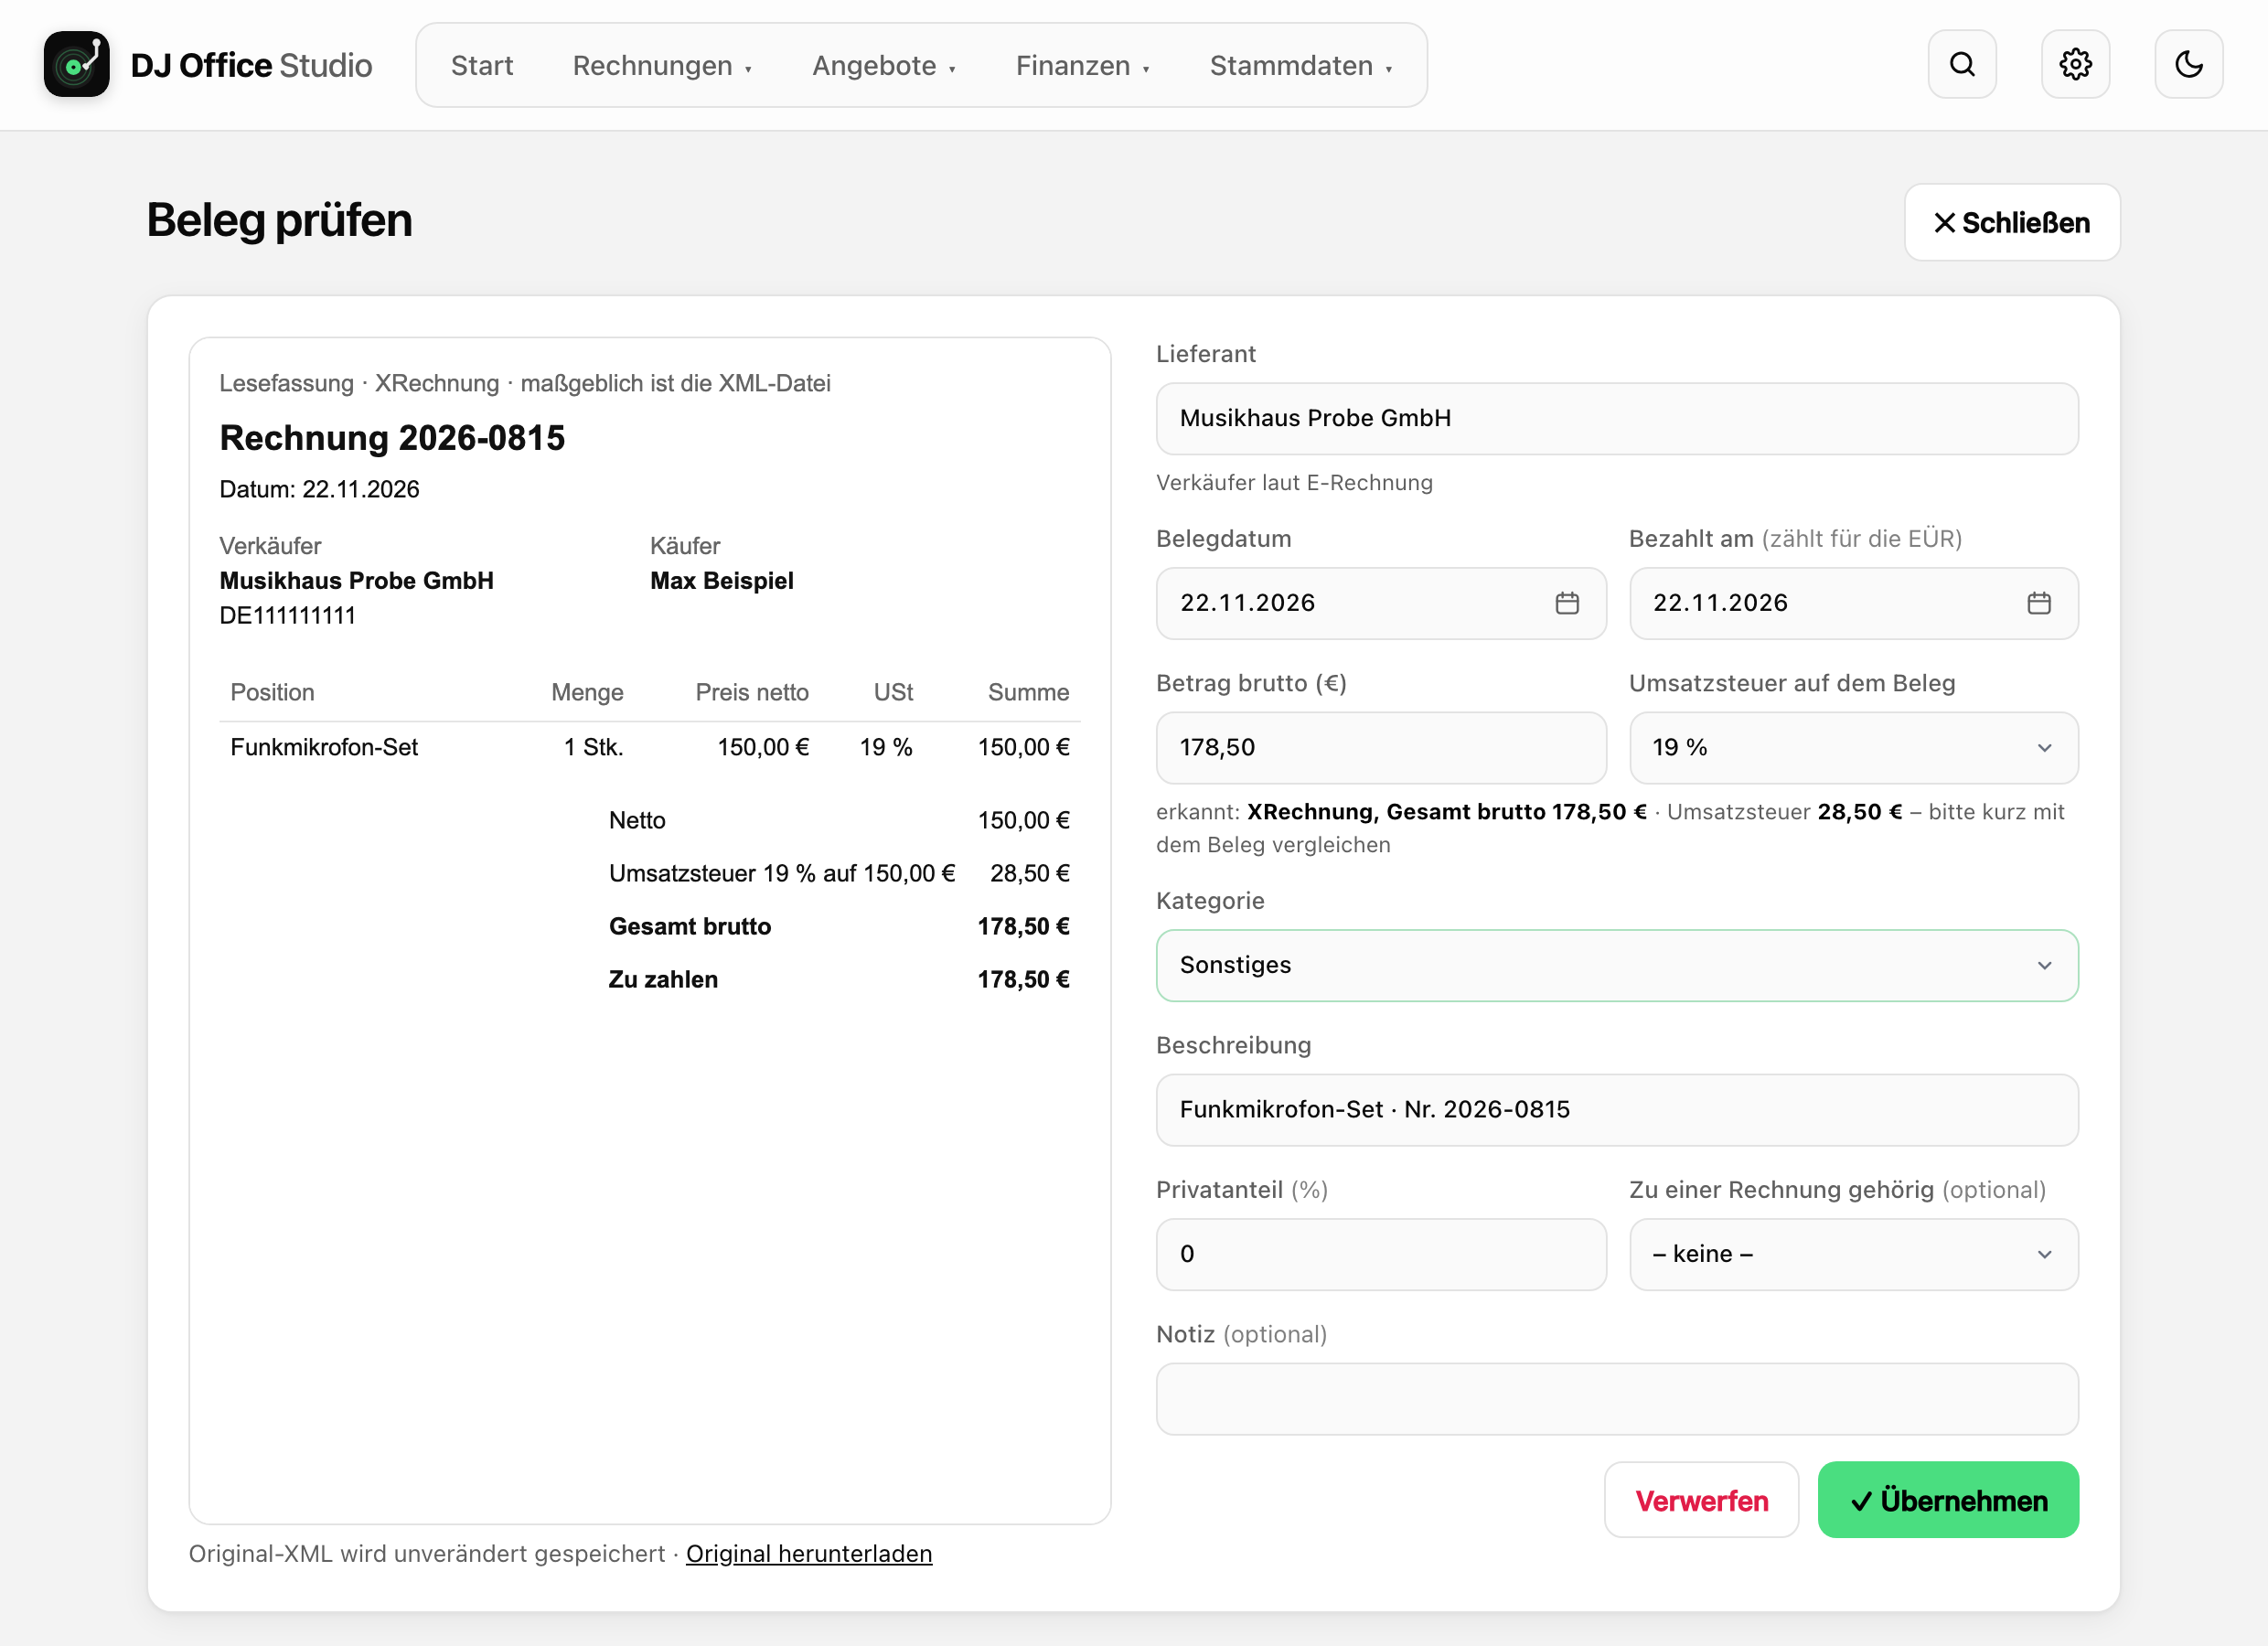 DJ Office Studio
Start
Rechnungen
Angebote
Finanzen
Stammdaten
Beleg prüfen
Schließen
Lesefassung · XRechnung · maßgeblich ist die XML-Datei
Rechnung 2026-0815
Datum: 22.11.2026
Verkäufer Käufer
Musikhaus Probe GmbH Max Beispiel
DE111111111
Position Menge Preis netto USt Summe
Funkmikrofon-Set 1 Stk. 150,00 € 19 % 150,00 €
Netto 150,00 €
Umsatzsteuer 19 % auf 150,00 € 28,50 €
Gesamt brutto 178,50 €
Zu zahlen 178,50 €
Original-XML wird unverändert gespeichert · Original herunterladen
Lieferant
Musikhaus Probe GmbH
Verkäufer laut E-Rechnung
Belegdatum Bezahlt am (zählt für die EÜR)
22.11.2026 22.11.2026
Betrag brutto (€) Umsatzsteuer auf dem Beleg
178,50 19 %
erkannt: XRechnung, Gesamt brutto 178,50 € · Umsatzsteuer 28,50 € – bitte kurz mit
dem Beleg vergleichen
Kategorie
Sonstiges
Beschreibung
Funkmikrofon-Set · Nr. 2026-0815
Privatanteil (%) Zu einer Rechnung gehörig (optional)
0 – keine –
Notiz (optional)
Verwerfen ✓ Übernehmen